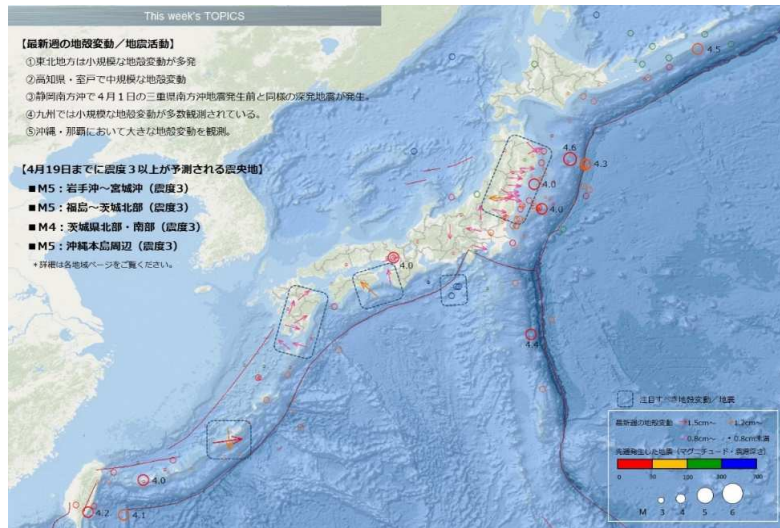 This week's TOPICS
【最新週の地殻変動／地震活動】
①東北地方は小規模な地殻変動が多発
②高知県・室戸で中規模な地殻変動
③静岡南方沖で４月１日の三重県南方沖地震発生前と同様の深発地震が発生。
④九州では小規模な地殻変動が多数観測されている。
⑤沖縄・那覇において大きな地殻変動を観測。
【4月19日までに震度３以上が予測される震央地】
■M5：岩手沖～宮城沖（震度3）
■M5：福島～茨城北部（震度3）
■M4：茨城県北部・南部（震度3）
■M5：沖縄本島周辺（震度3）
＊詳細は各地域ページをご覧ください。
4.5
4.6
4.3
4.0
4.0
4.0
4.4
4.0
4.2
4.1
注目すべき地殻変動／地震
最新週の地殻変動
1.5cm～
1.2cm～
0.8cm～
0.8cm未満
先週発生した地震（マグニチュード・震源深さ）
0 50 100 200
M 3 4 5 6